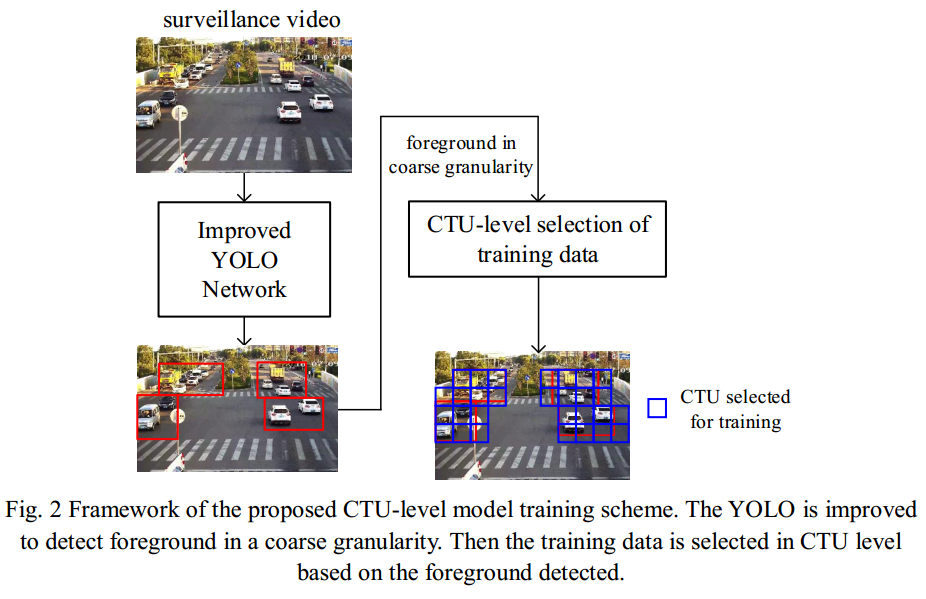 surveillance video
Improved
YOLO
Network
foreground in
coarse granularity
CTU-level selection of
training data
CTU selected
for training
Fig. 2 Framework of the proposed CTU-level model training scheme. The YOLO is improved
to detect foreground in a coarse granularity. Then the training data is selected in CTU level
based on the foreground detected.